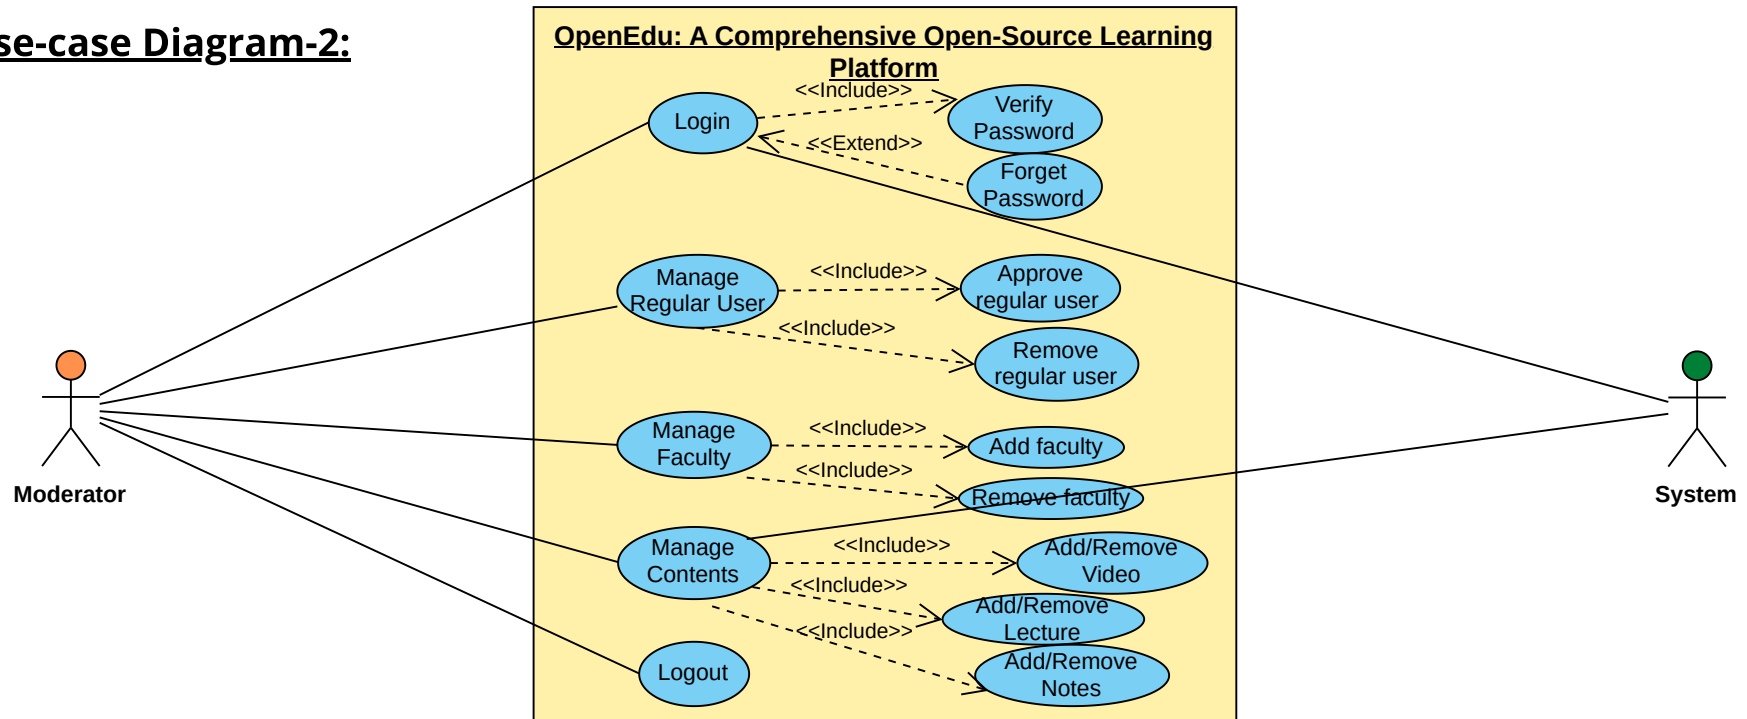 se-case Diagram-2:
OpenEdu: A Comprehensive Open-Source Learning
Platform
<<Include>>
Login
Verify
Password
<<Extend>>
Forget
Password
Manage
Regular User
<<Include>>
Approve
regular user
<<Include>>
Remove
regular user
Manage
Faculty
<<Include>>
Add faculty
<<Include>>
Remove faculty
Moderator
System
Manage
Contents
<<Include>>
Add/Remove
Video
<<Include>>
Add/Remove
Lecture
<<Include>>
Add/Remove
Notes
Logout